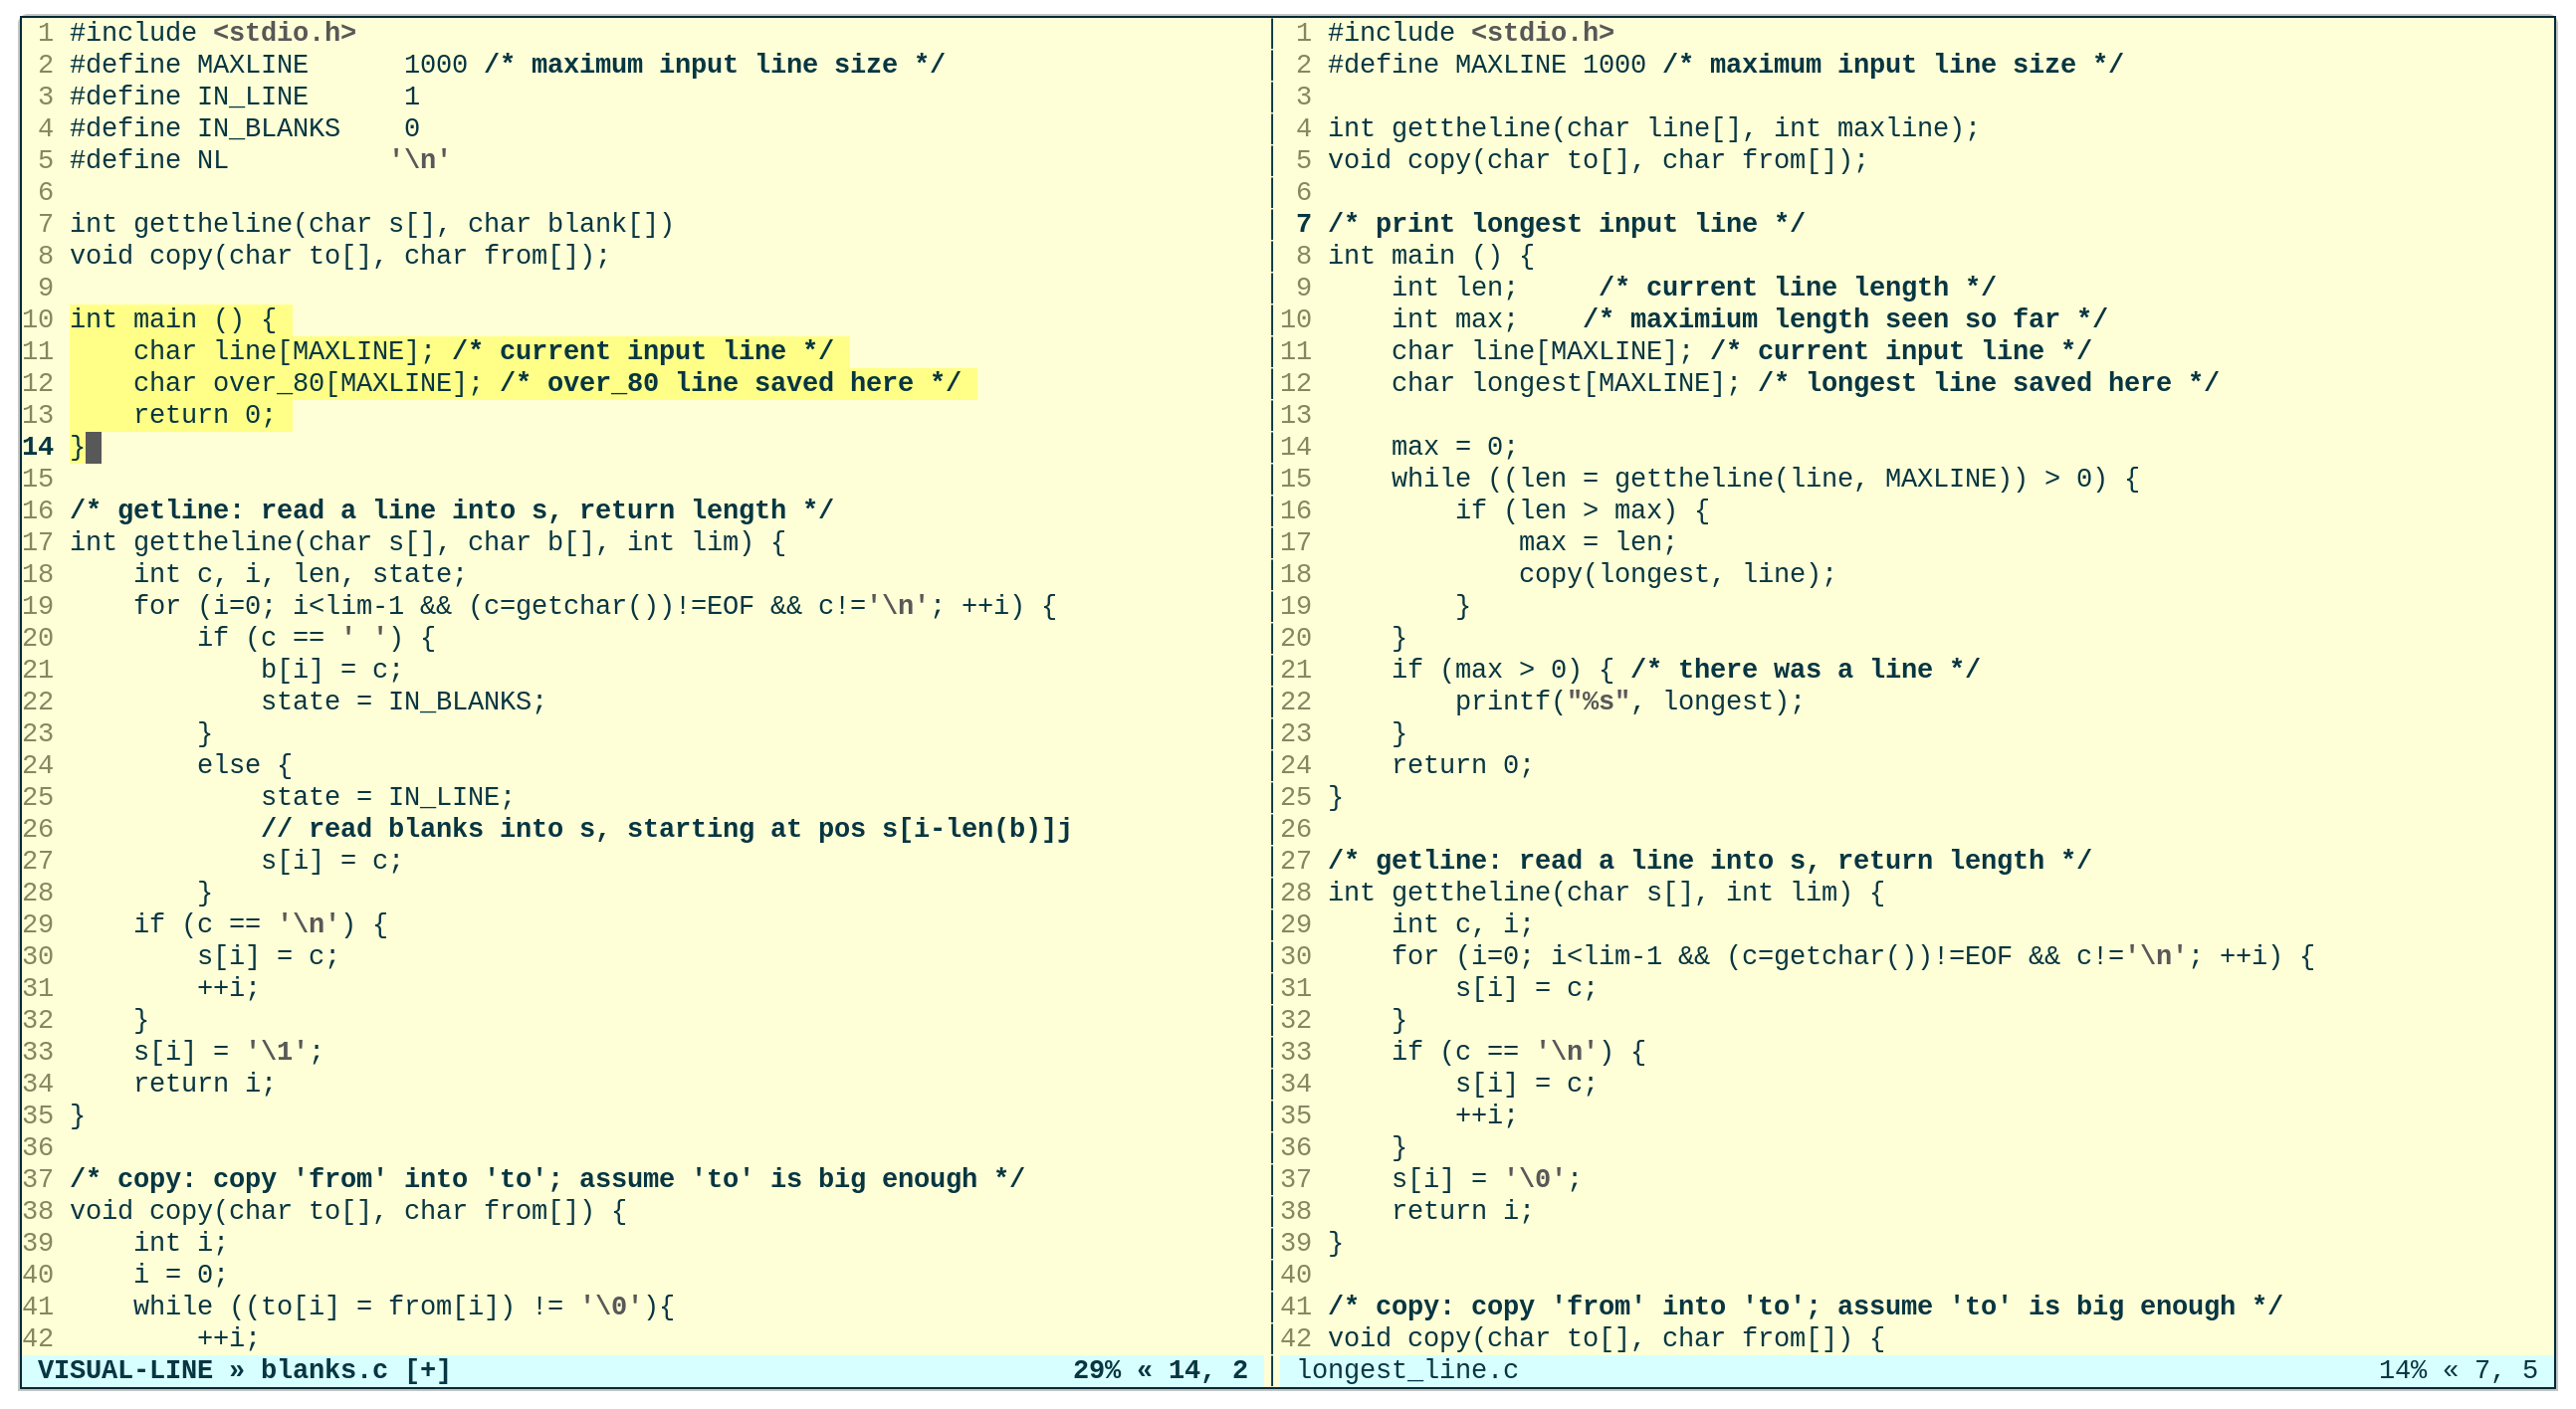 1 #include <stdio.h>
2 #define MAXLINE      1000 /* maximum input line size */
3 #define IN_LINE      1
4 #define IN_BLANKS    0
5 #define NL          '\n'
6
7 int gettheline(char s[], char blank[])
8 void copy(char to[], char from[]);
9
10 int main () {
11     char line[MAXLINE]; /* current input line */
12     char over_80[MAXLINE]; /* over_80 line saved here */
13     return 0;
14 }
15
16 /* getline: read a line into s, return length */
17 int gettheline(char s[], char b[], int lim) {
18     int c, i, len, state;
19     for (i=0; i<lim-1 && (c=getchar())!=EOF && c!='\n'; ++i) {
20         if (c == ' ') {
21             b[i] = c;
22             state = IN_BLANKS;
23         }
24         else {
25             state = IN_LINE;
26             // read blanks into s, starting at pos s[i-len(b)]j
27             s[i] = c;
28         }
29     if (c == '\n') {
30         s[i] = c;
31         ++i;
32     }
33     s[i] = '\1';
34     return i;
35 }
36
37 /* copy: copy 'from' into 'to'; assume 'to' is big enough */
38 void copy(char to[], char from[]) {
39     int i;
40     i = 0;
41     while ((to[i] = from[i]) != '\0'){
42         ++i;
VISUAL-LINE » blanks.c [+] 29% « 14, 2
1 #include <stdio.h>
2 #define MAXLINE 1000 /* maximum input line size */
3
4 int gettheline(char line[], int maxline);
5 void copy(char to[], char from[]);
6
7 /* print longest input line */
8 int main () {
9     int len;     /* current line length */
10     int max;    /* maximium length seen so far */
11     char line[MAXLINE]; /* current input line */
12     char longest[MAXLINE]; /* longest line saved here */
13
14     max = 0;
15     while ((len = gettheline(line, MAXLINE)) > 0) {
16         if (len > max) {
17             max = len;
18             copy(longest, line);
19         }
20     }
21     if (max > 0) { /* there was a line */
22         printf("%s", longest);
23     }
24     return 0;
25 }
26
27 /* getline: read a line into s, return length */
28 int gettheline(char s[], int lim) {
29     int c, i;
30     for (i=0; i<lim-1 && (c=getchar())!=EOF && c!='\n'; ++i) {
31         s[i] = c;
32     }
33     if (c == '\n') {
34         s[i] = c;
35         ++i;
36     }
37     s[i] = '\0';
38     return i;
39 }
40
41 /* copy: copy 'from' into 'to'; assume 'to' is big enough */
42 void copy(char to[], char from[]) {
longest_line.c 14% « 7, 5